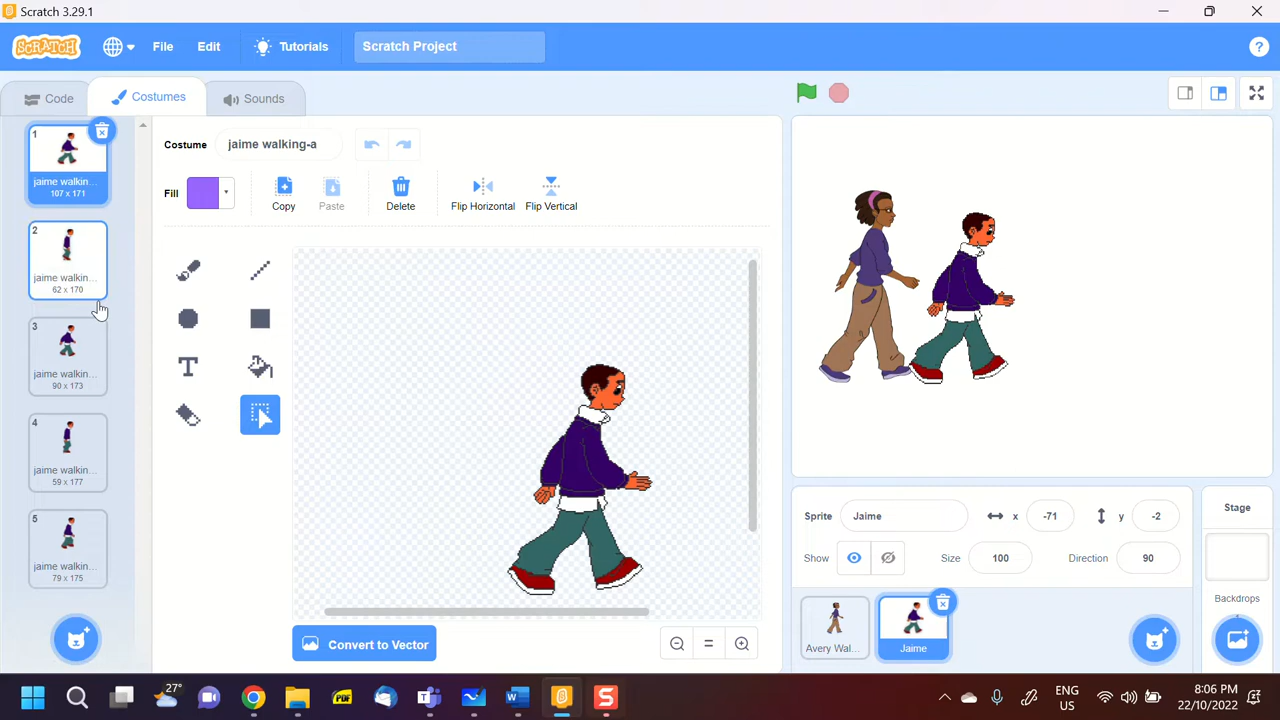 Scratch 3.29.1
SCRATCH File Edit Tutorials Scratch Project ?
Code Costumes Sounds
1
jaime walkin...
107 x 171
2
jaime walkin...
62 x 170
3
jaime walkin...
90 x 173
4
jaime walkin...
59 x 177
5
jaime walkin...
79 x 175
Costume jaime walking-a
Fill Copy Paste Delete Flip Horizontal Flip Vertical
T
Convert to Vector
Sprite Jaime x -71 y -2
Show Size 100 Direction 90
Avery Wal...
Jaime
Stage
Backdrops
27°
PDF
ENG
US
8:06 PM
22/10/2022